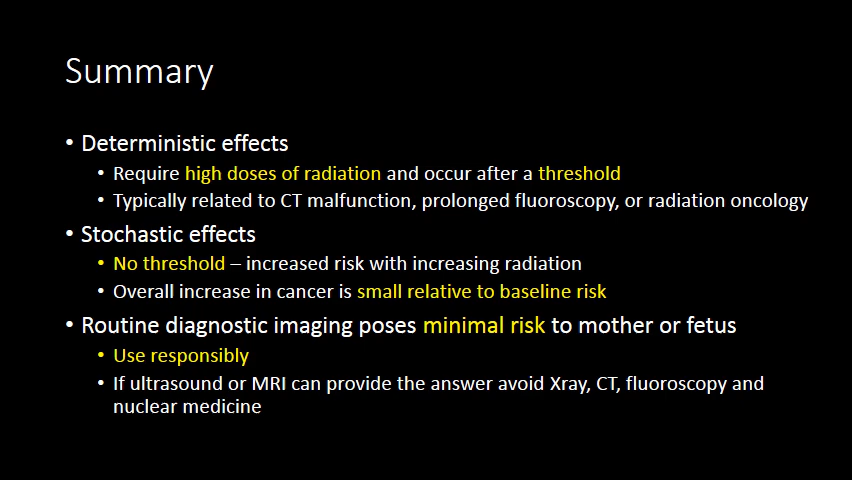 Summary
• Deterministic effects
• Require high doses of radiation and occur after a threshold
• Typically related to CT malfunction, prolonged fluoroscopy, or radiation oncology
• Stochastic effects
• No threshold – increased risk with increasing radiation
• Overall increase in cancer is small relative to baseline risk
• Routine diagnostic imaging poses minimal risk to mother or fetus
• Use responsibly
• If ultrasound or MRI can provide the answer avoid Xray, CT, fluoroscopy and
nuclear medicine